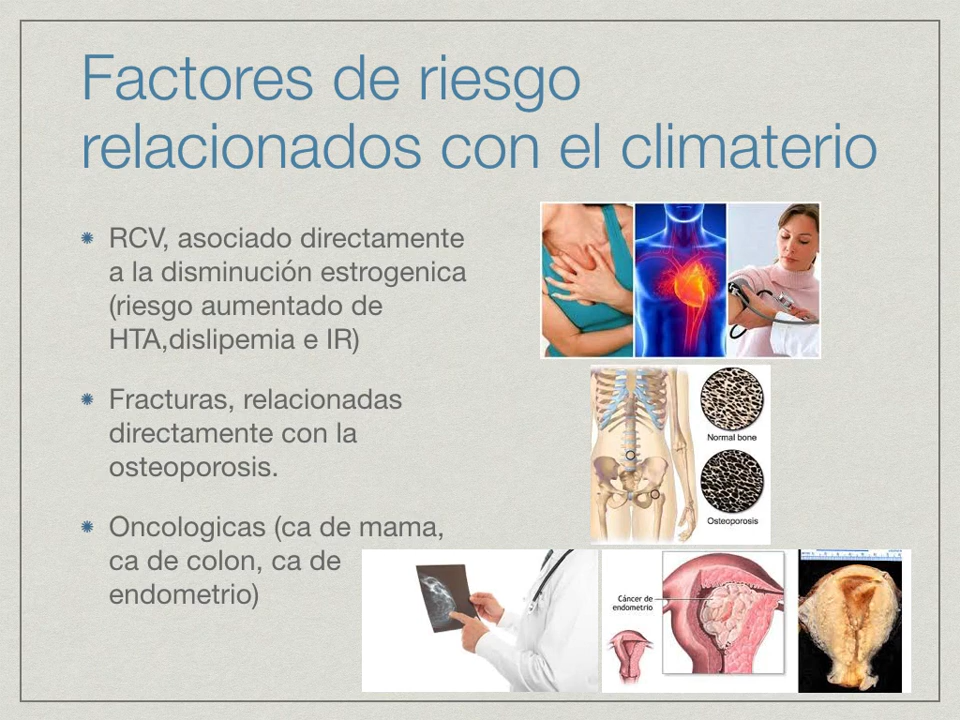 Factores de riesgo
relacionados con el climaterio
RCV, asociado directamente
a la disminución estrogenica
(riesgo aumentado de
HTA,dislipemia e IR)
Fracturas, relacionadas
directamente con la
osteoporosis.
Oncologicas (ca de mama,
ca de colon, ca de
endometrio)
Normal bone
Osteoporosis
Cáncer de
endometrio